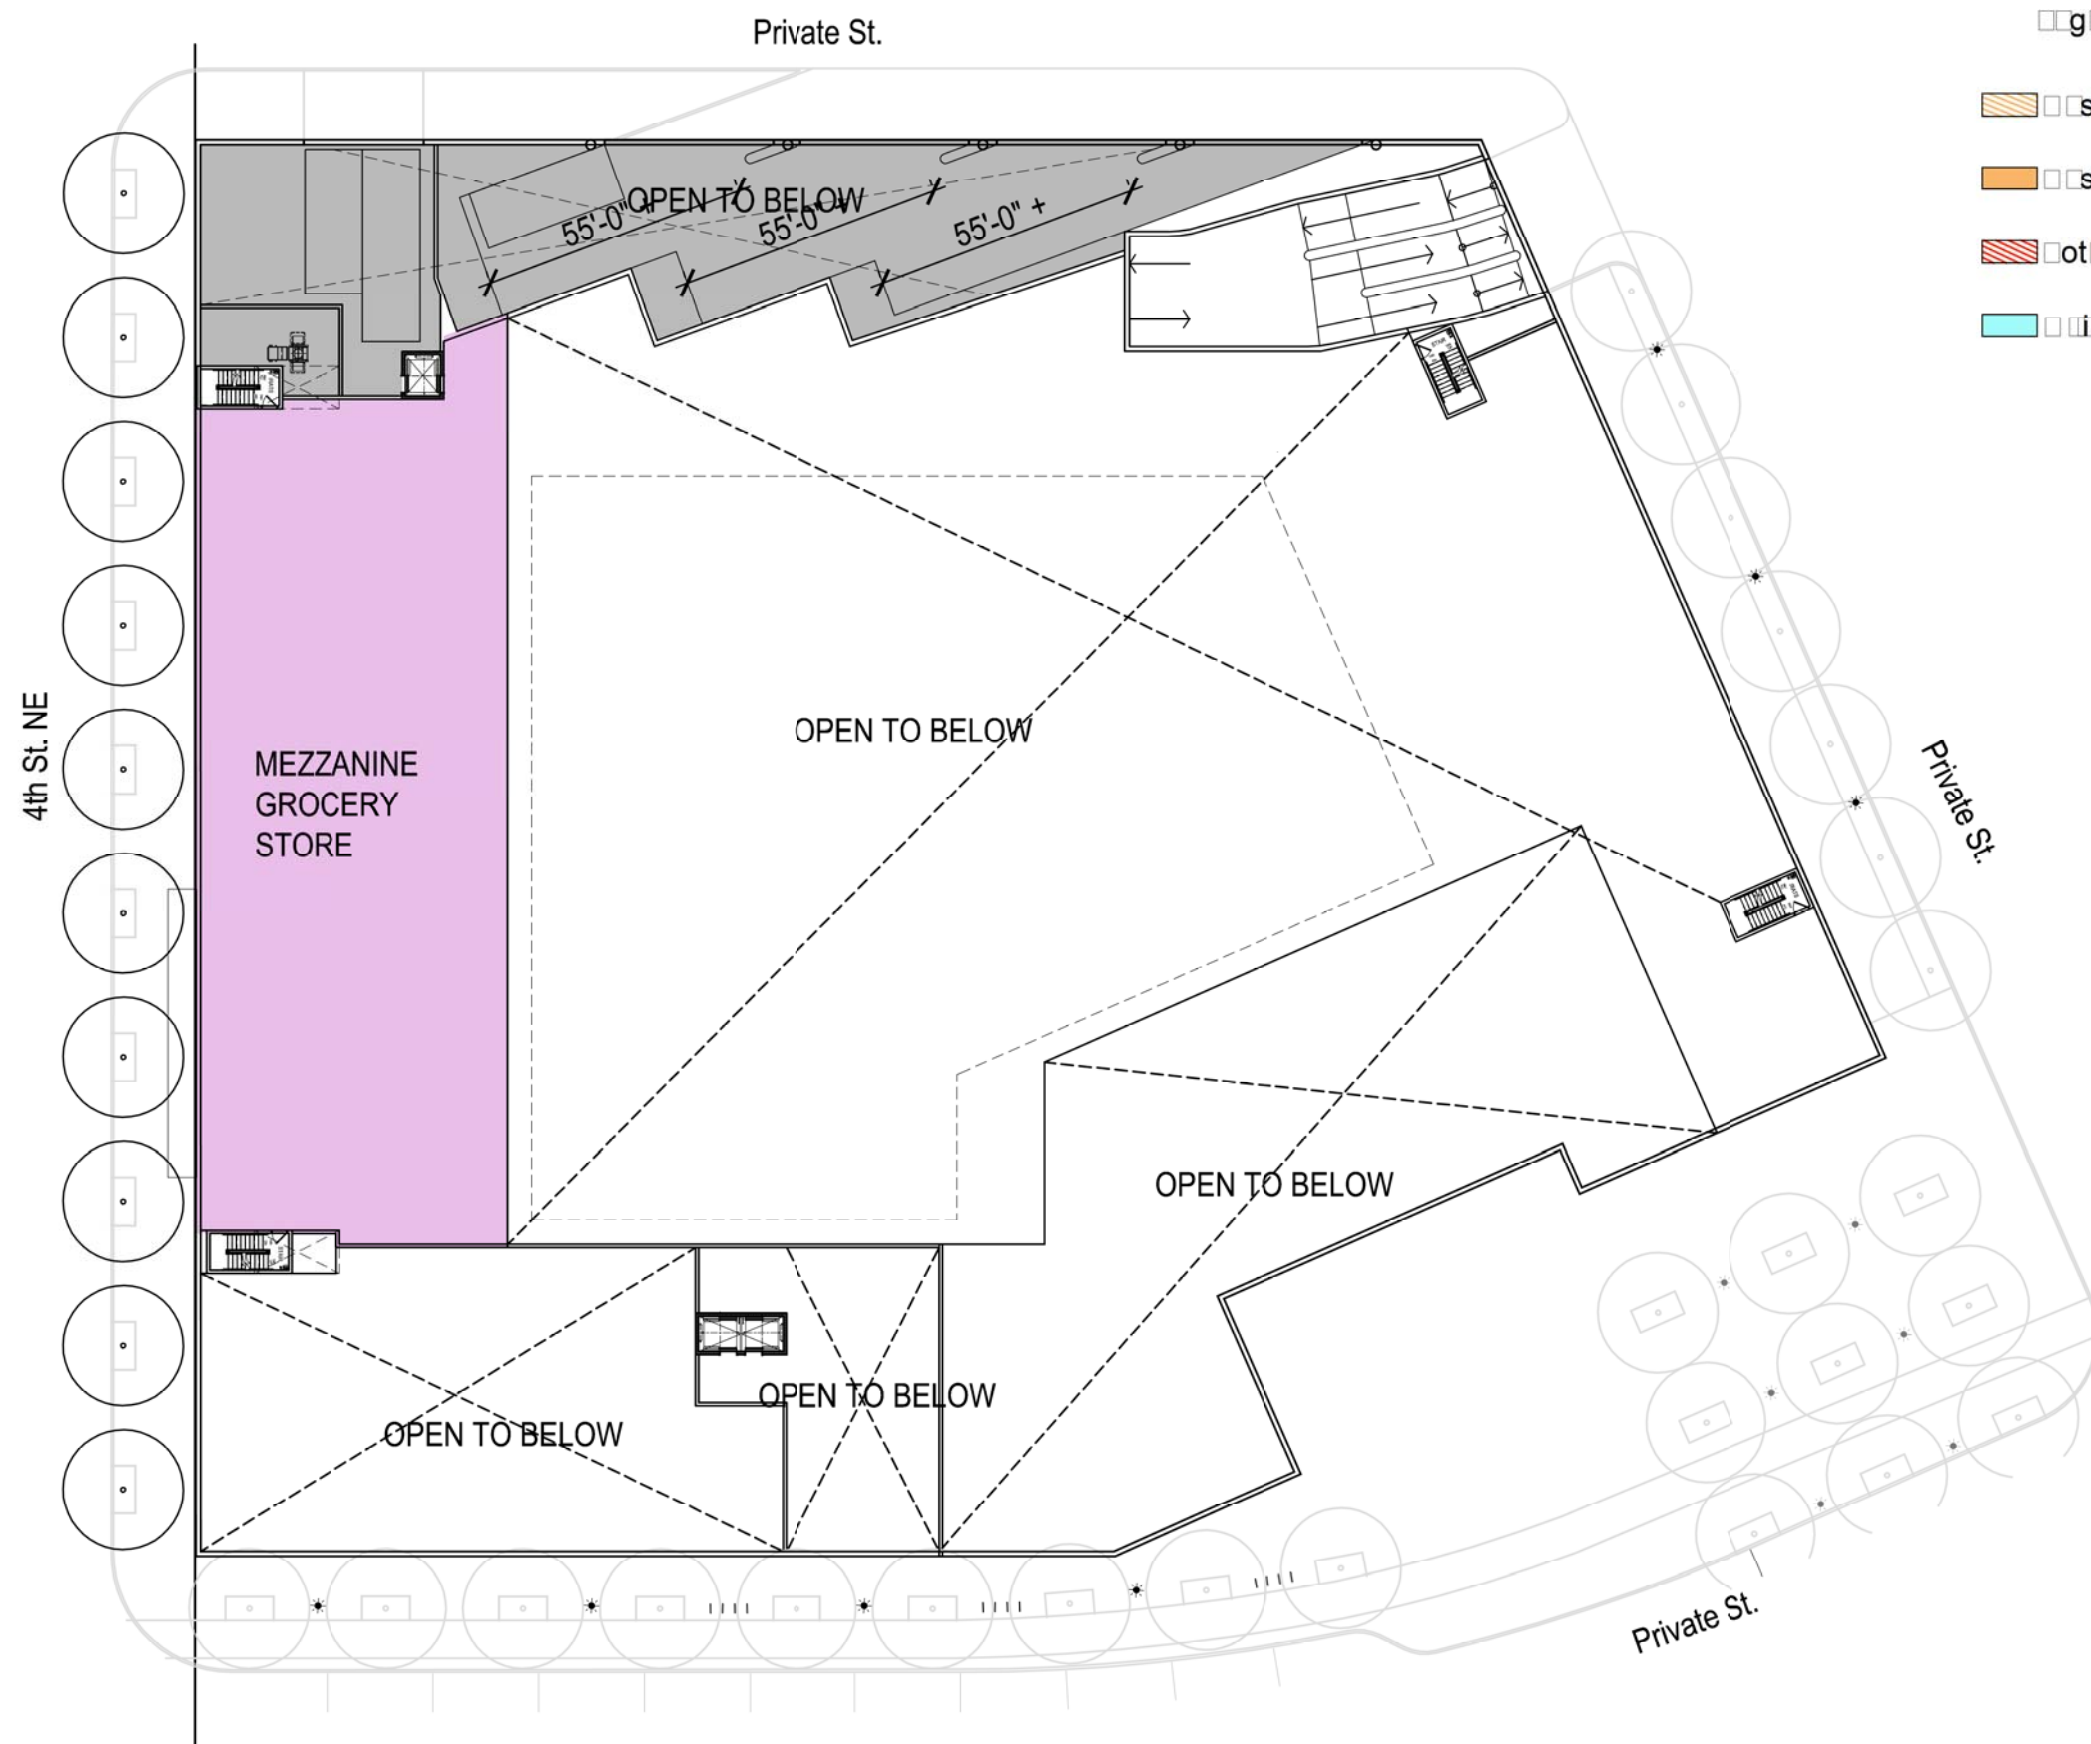 Private St.
OPEN TO BELOW
55'-0" +
55'-0" +
55'-0" +
STAIR
4th St. NE
MEZZANINE
GROCERY
STORE
OPEN TO BELOW
Private St.
OPEN TO BELOW
OPEN TO BELOW
OPEN TO BELOW
Private St.